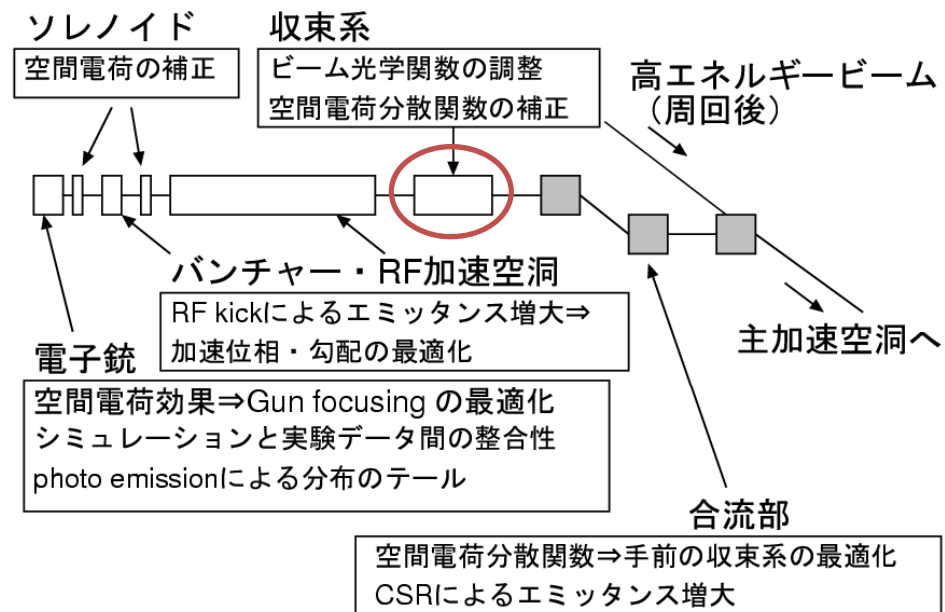 ソレノイド
空間電荷の補正
収束系
ビーム光学関数の調整
空間電荷分散関数の補正
高エネルギービーム
(周回後)
バンチャー・RF加速空洞
RF kickによるエミッタンス増大⇒
加速位相・勾配の最適化
主加速空洞へ
電子銃
空間電荷効果⇒Gun focusing の最適化
シミュレーションと実験データ間の整合性
photo emissionによる分布のテール
合流部
空間電荷分散関数⇒手前の収束系の最適化
CSRによるエミッタンス増大